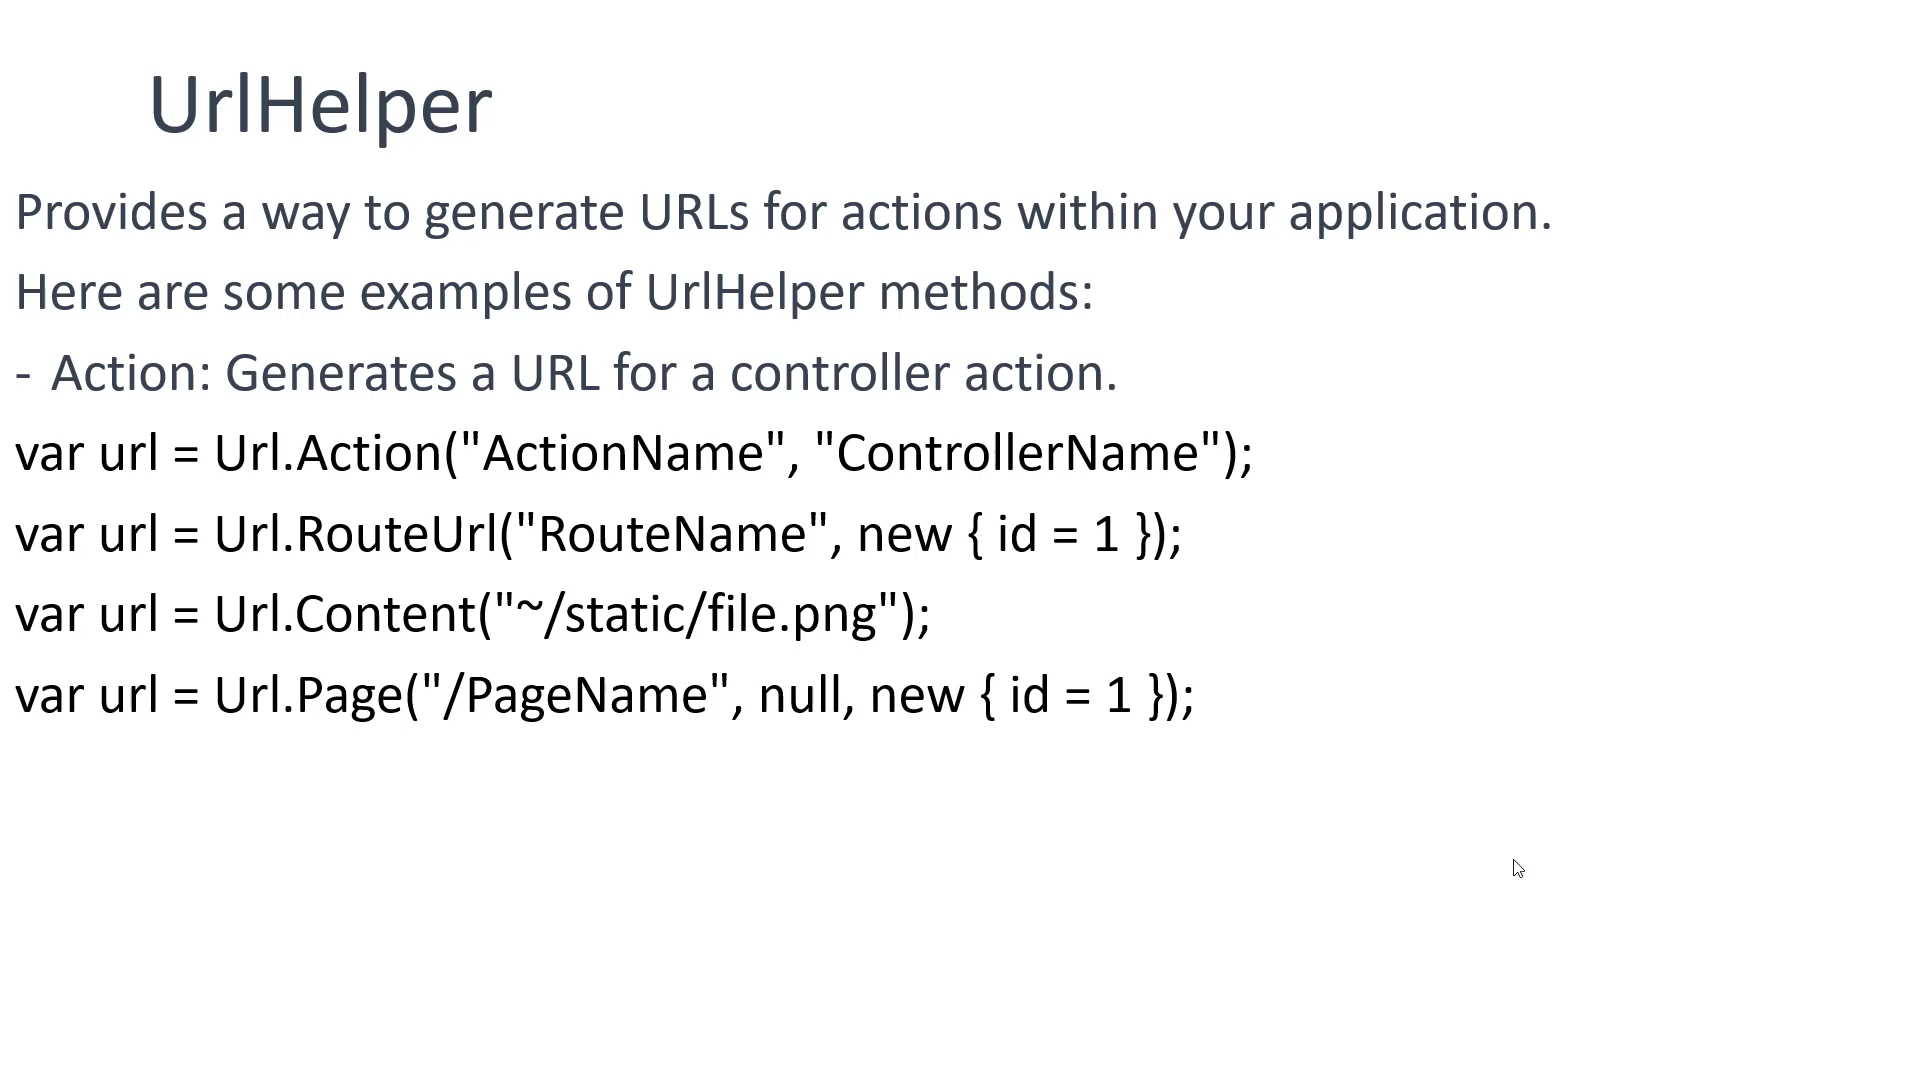 UrlHelper
Provides a way to generate URLs for actions within your application.
Here are some examples of UrlHelper methods:
- Action: Generates a URL for a controller action.
var url = Url.Action("ActionName", "ControllerName");
var url = Url.RouteUrl("RouteName", new { id = 1 });
var url = Url.Content("~/static/file.png");
var url = Url.Page("/PageName", null, new { id = 1 });